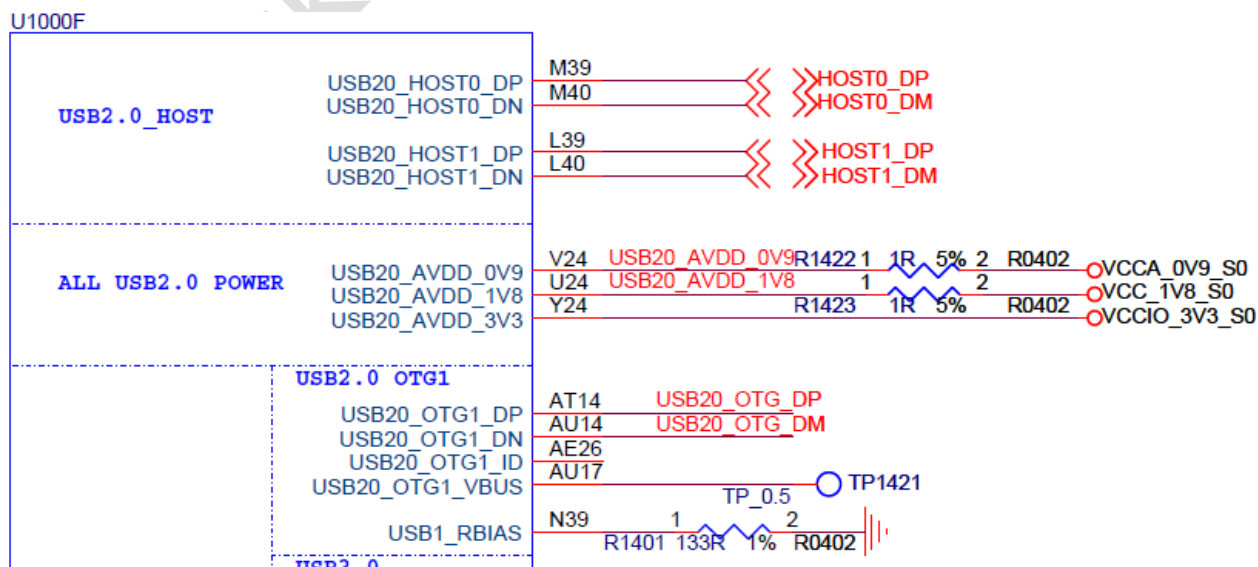 U1000F
USB2.0_HOST
USB20_HOST0_DP M39 HOST0_DP
USB20_HOST0_DN M40 HOST0_DM
USB20_HOST1_DP L39 HOST1_DP
USB20_HOST1_DN L40 HOST1_DM
ALL USB2.0 POWER
USB20_AVDD_0V9 V24 USB20_AVDD_0V9 R1422 1 1R 5% 2 R0402 VCCA_0V9_S0
USB20_AVDD_1V8 U24 USB20_AVDD_1V8 1 2 VCC_1V8_S0
R1423 1R 5% R0402
USB20_AVDD_3V3 Y24 VCCIO_3V3_S0
USB2.0 OTG1
USB20_OTG1_DP AT14 USB20_OTG_DP
USB20_OTG1_DN AU14 USB20_OTG_DM
USB20_OTG1_ID AE26
USB20_OTG1_VBUS AU17 TP1421
TP_0.5
USB1_RBIAS N39 1 2
R1401 133R 1% R0402